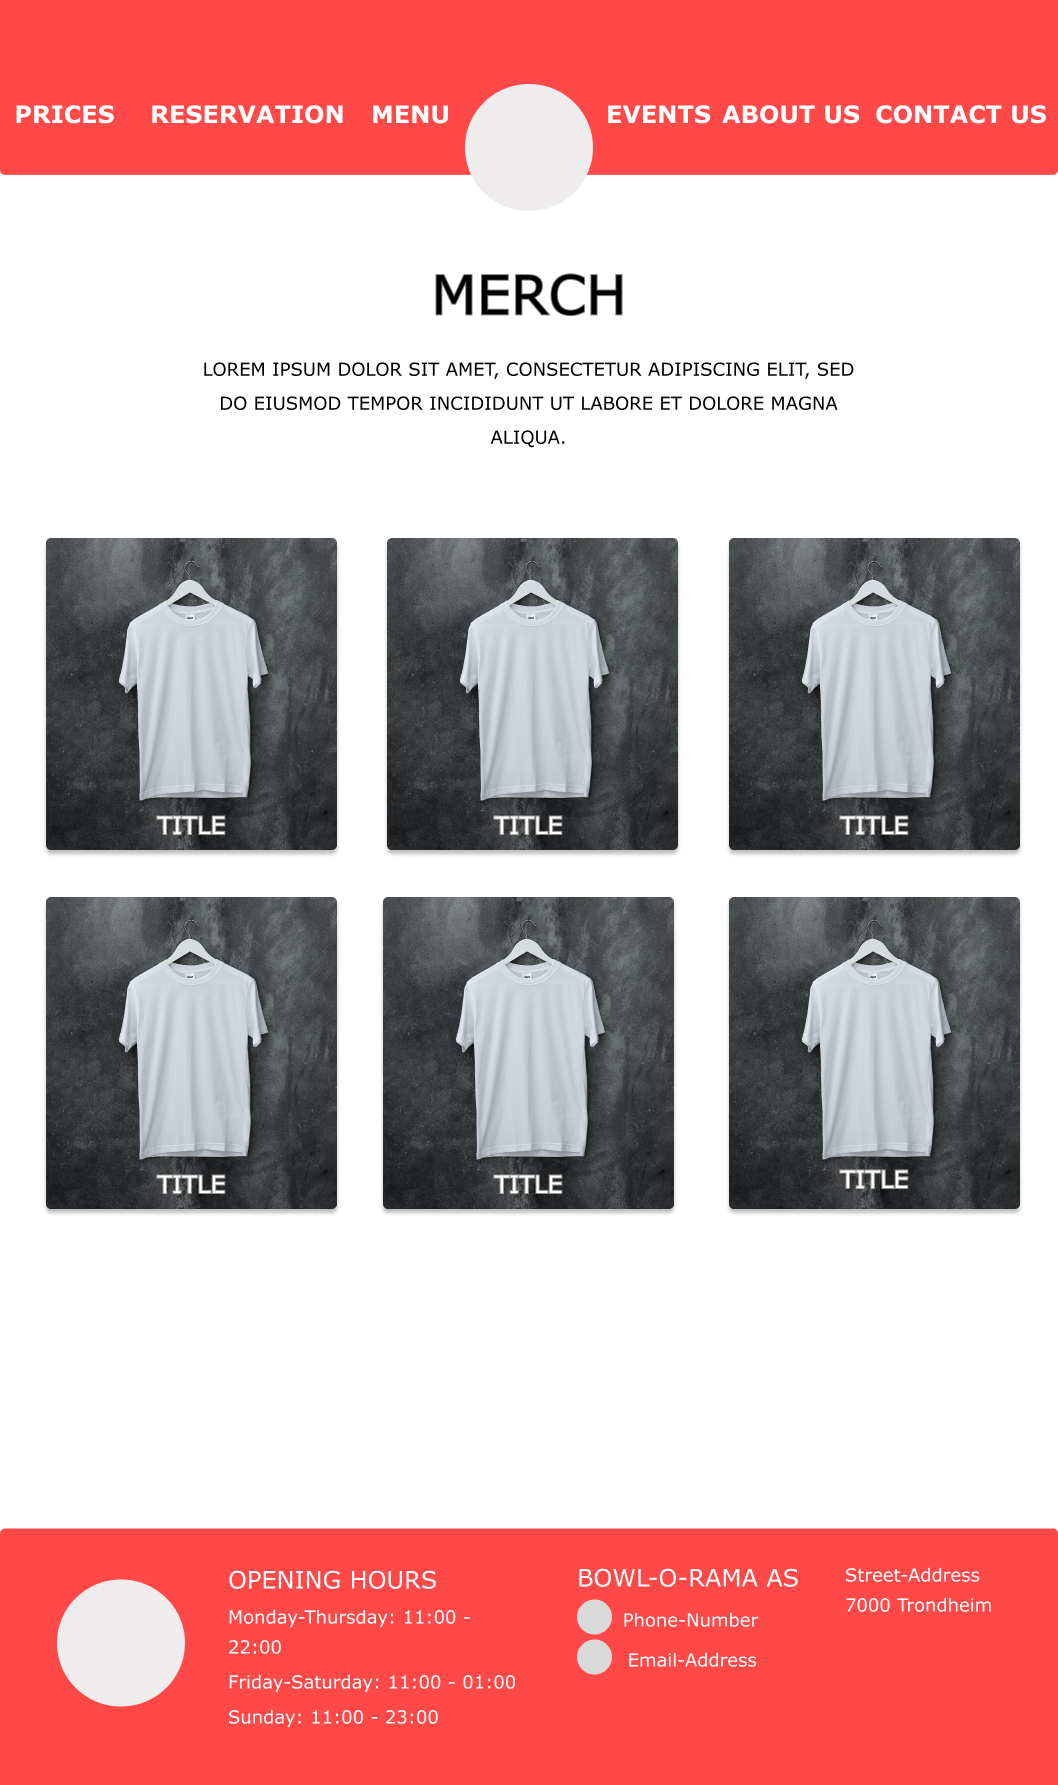 PRICES RESERVATION MENU EVENTS ABOUT US CONTACT US
MERCH
LOREM IPSUM DOLOR SIT AMET, CONSECTETUR ADIPISCING ELIT, SED
DO EIUSMOD TEMPOR INCIDIDUNT UT LABORE ET DOLORE MAGNA
ALIQUA.
TITLE TITLE TITLE
TITLE TITLE TITLE
OPENING HOURS
Monday-Thursday: 11:00 -
22:00
Friday-Saturday: 11:00 - 01:00
Sunday: 11:00 - 23:00
BOWL-O-RAMA AS
Phone-Number
Email-Address
Street-Address
7000 Trondheim